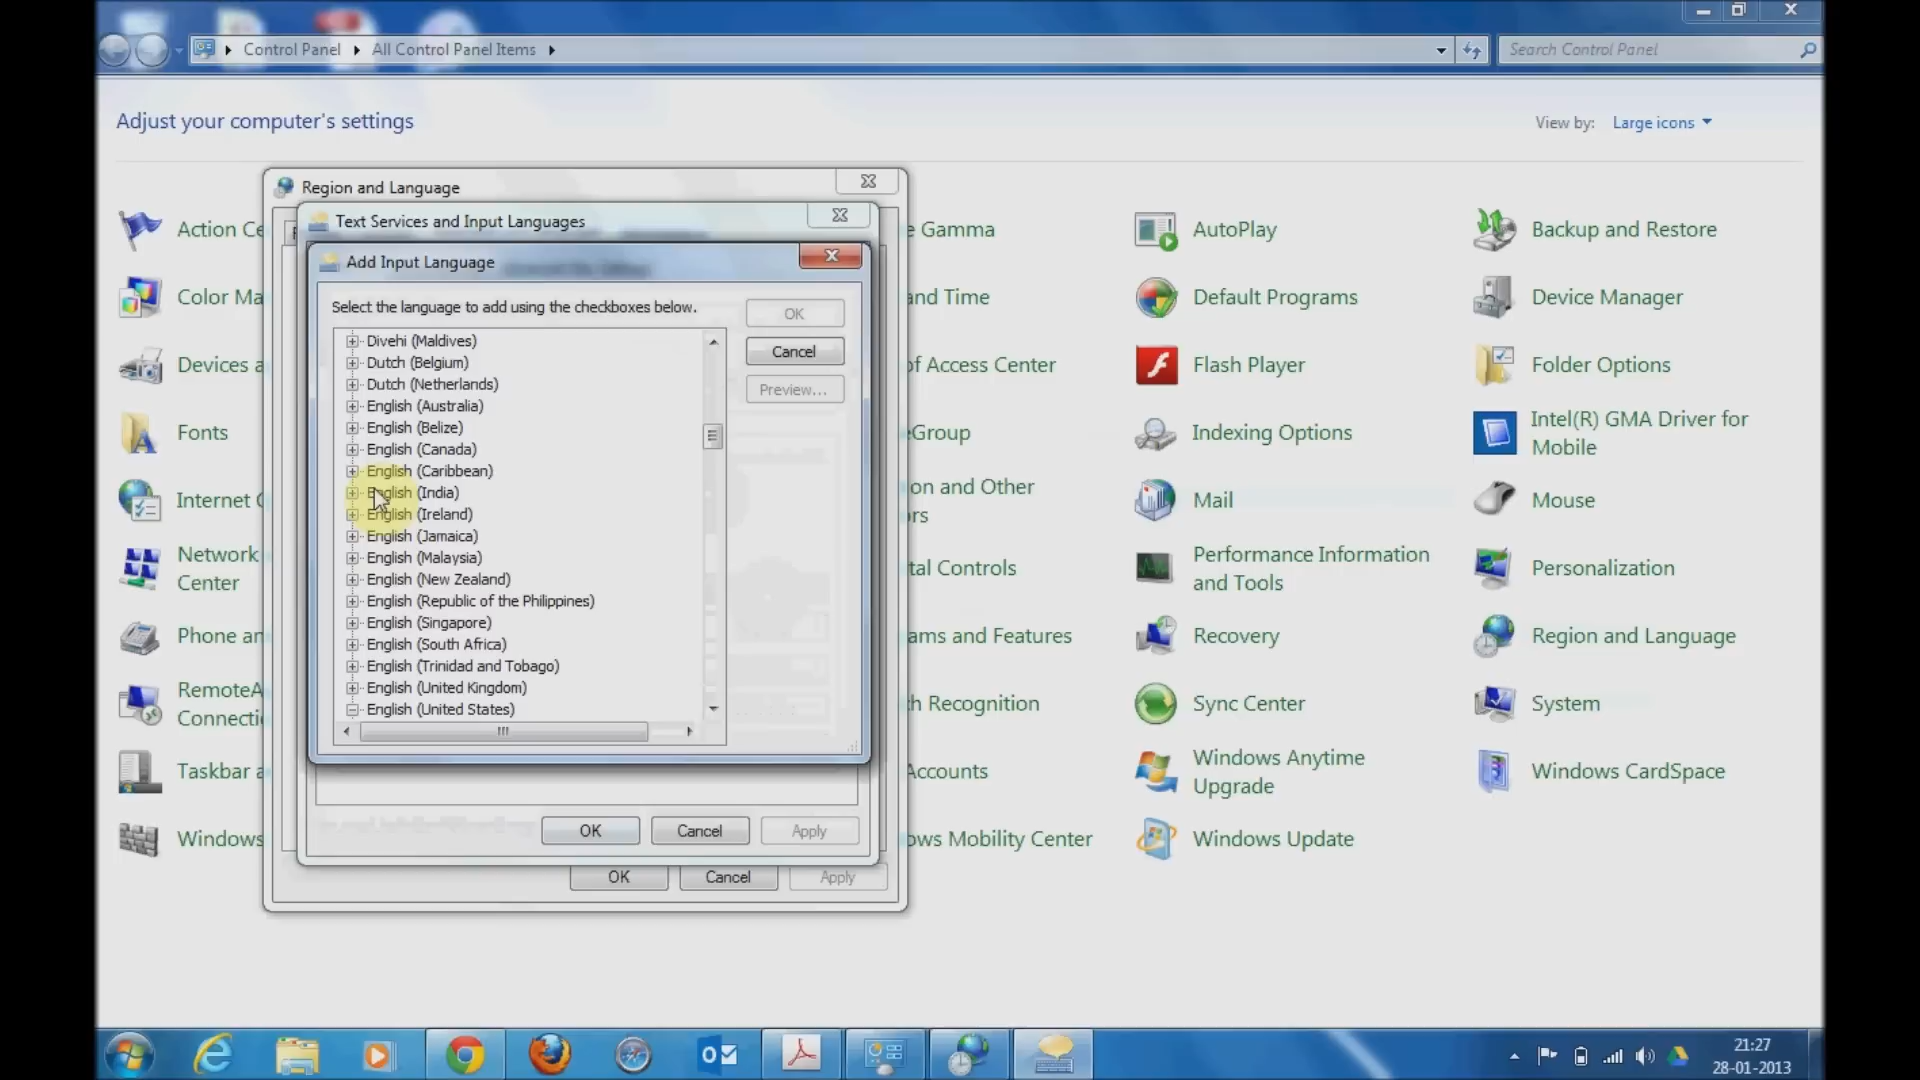 Control Panel
All Control Panel Items
Search Control Panel
Adjust your computer's settings
View by:
Large icons
Region and Language
Text Services and Input Languages
Add Input Language
Select the language to add using the checkboxes below.
OK
Cancel
Preview...
Divehi (Maldives)
Dutch (Belgium)
Dutch (Netherlands)
English (Australia)
English (Belize)
English (Canada)
English (Caribbean)
English (India)
English (Ireland)
English (Jamaica)
English (Malaysia)
English (New Zealand)
English (Republic of the Philippines)
English (Singapore)
English (South Africa)
English (Trinidad and Tobago)
English (United Kingdom)
English (United States)
OK
Cancel
Apply
OK
Cancel
Apply
Action Ce
Color Ma
Devices a
Fonts
Internet
Network
Center
Phone an
RemoteA
Connecti
Taskbar a
Windows
e Gamma
and Time
of Access Center
eGroup
on and Other
rs
tal Controls
ams and Features
h Recognition
Accounts
ows Mobility Center
AutoPlay
Default Programs
Flash Player
Indexing Options
Mail
Performance Information
and Tools
Recovery
Sync Center
Windows Anytime
Upgrade
Windows Update
Backup and Restore
Device Manager
Folder Options
Intel(R) GMA Driver for
Mobile
Mouse
Personalization
Region and Language
System
Windows CardSpace
21:27
28-01-2013